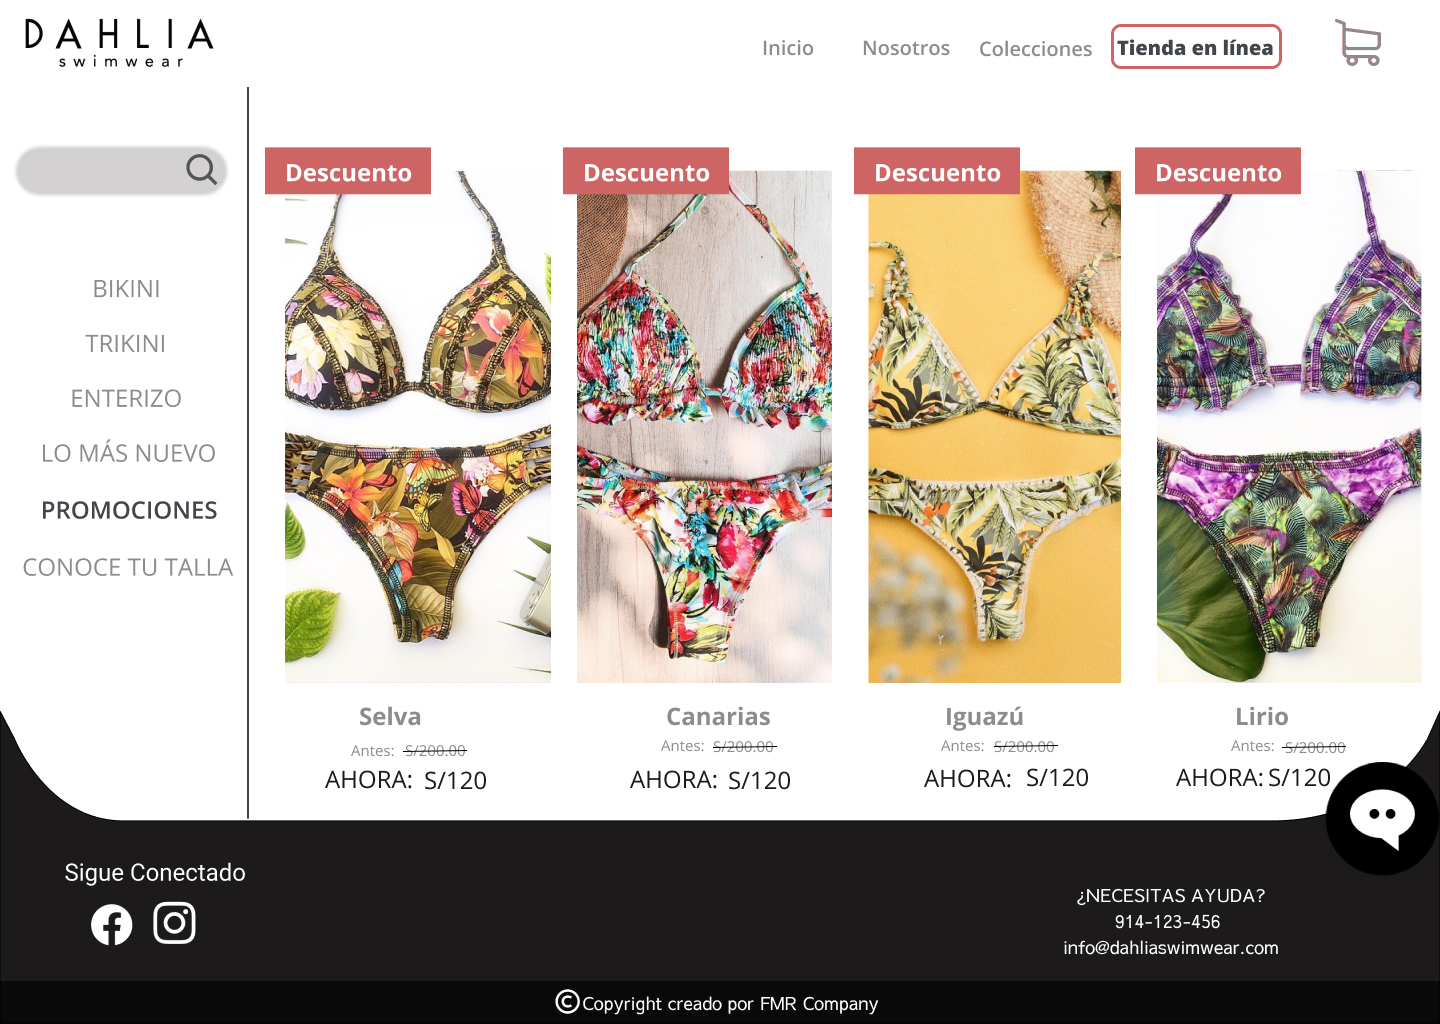 DAHLIA
swimwear
Inicio
Nosotros
Colecciones
Tienda en línea
BIKINI
TRIKINI
ENTERIZO
LO MÁS NUEVO
PROMOCIONES
CONOCE TU TALLA
Descuento
Descuento
Descuento
Descuento
Selva
Antes: S/200.00
AHORA: S/120
Canarias
Antes: S/200.00
AHORA: S/120
Iguazú
Antes: S/200.00
AHORA: S/120
Lirio
Antes: S/200.00
AHORA: S/120
Sigue Conectado
¿NECESITAS AYUDA?
914-123-456
info@dahliaswimwear.com
©Copyright creado por FMR Company